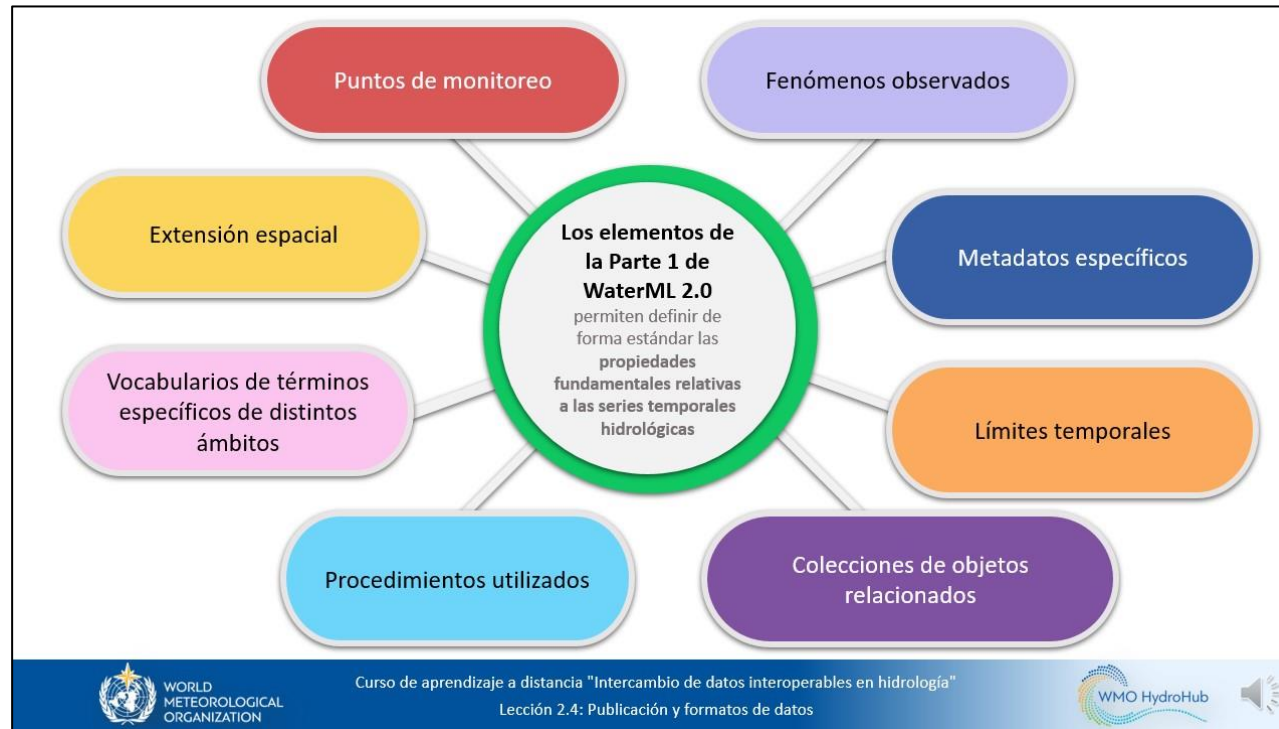 Puntos de monitoreo
Fenómenos observados
Extensión espacial
Los elementos de
la Parte 1 de
WaterML 2.0
permiten definir de
forma estándar las
propiedades
fundamentales relativas
a las series temporales
hidrológicas
Metadatos específicos
Vocabularios de términos
específicos de distintos
ámbitos
Límites temporales
Procedimientos utilizados
Colecciones de objetos
relacionados
WORLD
METEOROLOGICAL
ORGANIZATION
Curso de aprendizaje a distancia "Intercambio de datos interoperables en hidrología"
Lección 2.4: Publicación y formatos de datos
WMO HydroHub